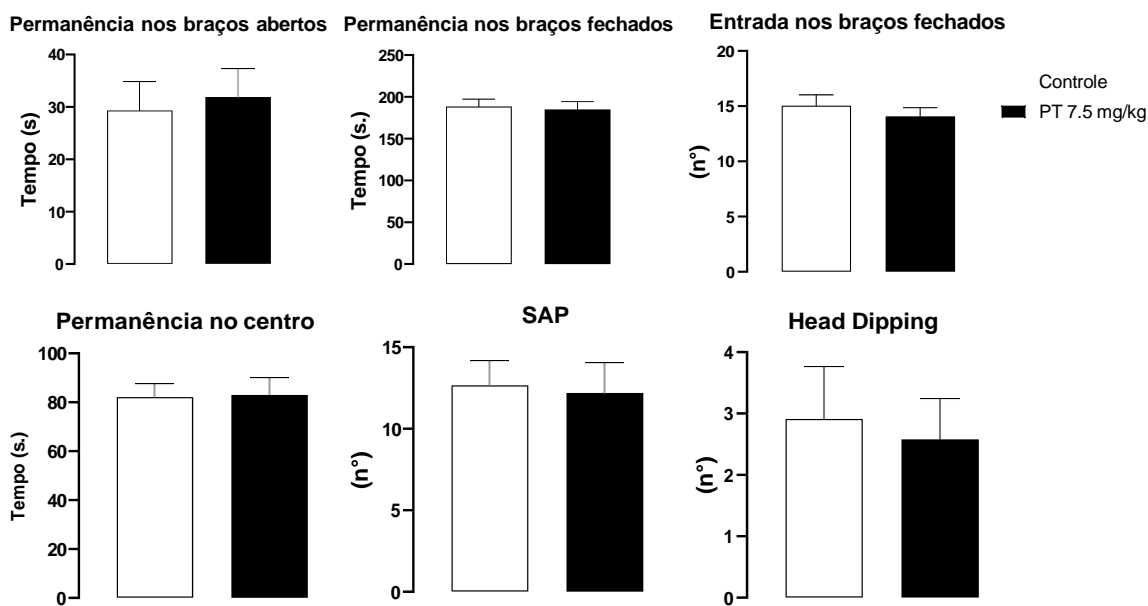 Permanência nos braços abertos
Tempo (s)
40
30
20
10
0
Permanência nos braços fechados
Tempo (s.)
250
200
150
100
50
0
Entrada nos braços fechados
(n°)
20
15
10
5
0
Controle
PT 7.5 mg/kg
Permanência no centro
Tempo (s.)
100
80
60
40
20
0
SAP
(n°)
15
10
5
0
Head Dipping
(n°)
4
3
2
1
0